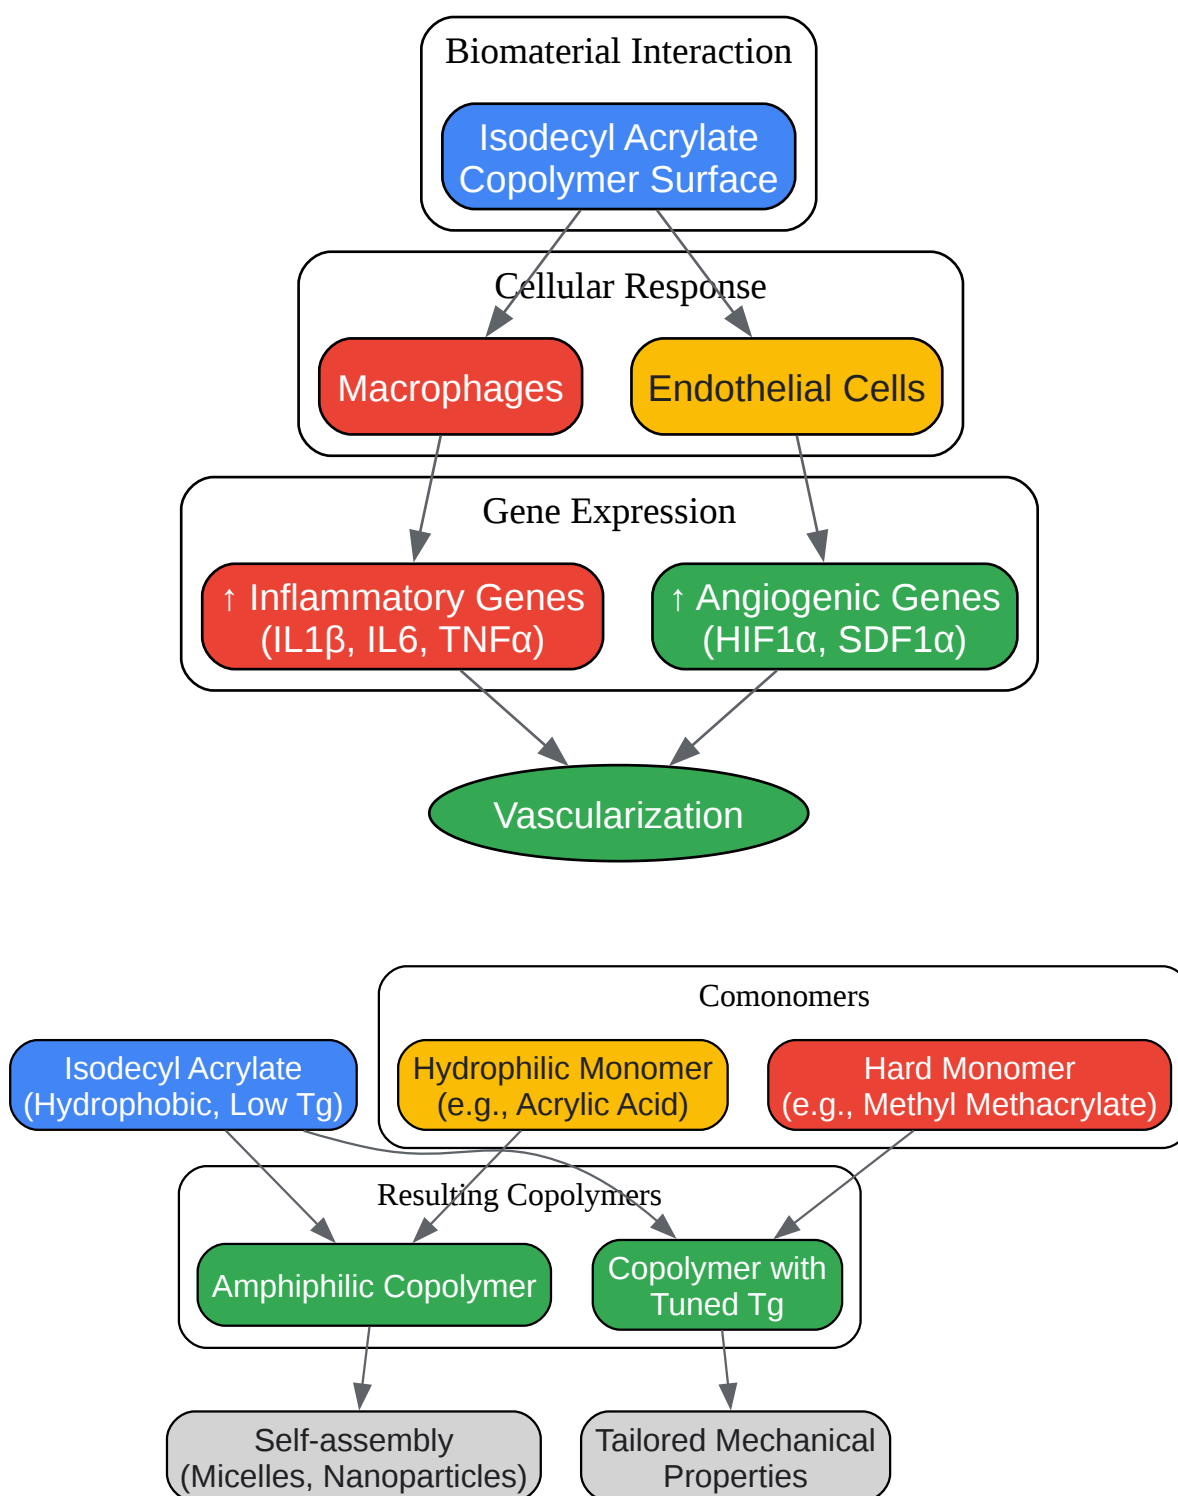 Biomaterial Interaction
Isodecyl Acrylate
Copolymer Surface
Cellular Response
Macrophages
Endothelial Cells
Gene Expression
↑ Inflammatory Genes
(IL1β, IL6, TNFα)
↑ Angiogenic Genes
(HIF1α, SDF1α)
Vascularization
Comonomers
Isodecyl Acrylate
(Hydrophobic, Low Tg)
Hydrophilic Monomer
(e.g., Acrylic Acid)
Hard Monomer
(e.g., Methyl Methacrylate)
Resulting Copolymers
Amphiphilic Copolymer
Copolymer with
Tuned Tg
Self-assembly
(Micelles, Nanoparticles)
Tailored Mechanical
Properties